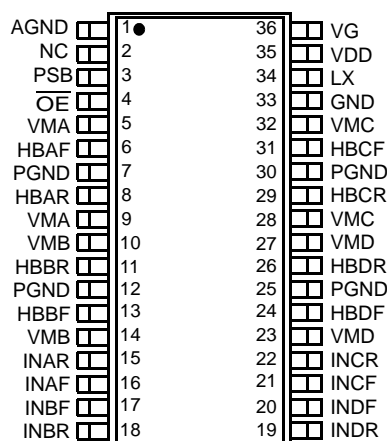 AGND 1 36 VG
NC 2 35 VDD
PSB 3 34 LX
OE 4 33 GND
VMA 5 32 VMC
HBAF 6 31 HBCF
PGND 7 30 PGND
HBAR 8 29 HBCR
VMA 9 28 VMC
VMB 10 27 VMD
HBBR 11 26 HBDR
PGND 12 25 PGND
HBBF 13 24 HBDF
VMB 14 23 VMD
INAR 15 22 INCR
INAF 16 21 INCF
INBF 17 20 INDF
INBR 18 19 INDR